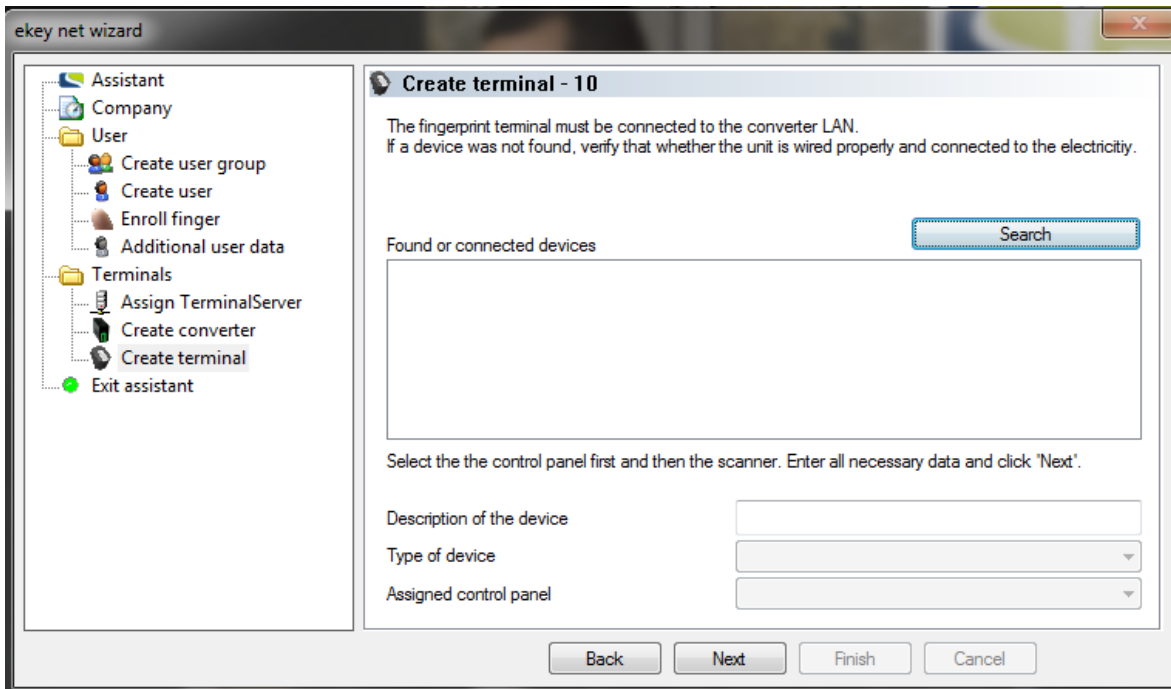 ekey net wizard
Assistant
Company
User
Create user group
Create user
Enroll finger
Additional user data
Terminals
Assign TerminalServer
Create converter
Create terminal
Exit assistant
Create terminal - 10
The fingerprint terminal must be connected to the converter LAN.
If a device was not found, verify that whether the unit is wired properly and connected to the electricitiy.
Search
Found or connected devices
Select the the control panel first and then the scanner. Enter all necessary data and click 'Next'.
Description of the device
Type of device
Assigned control panel
Back Next Finish Cancel